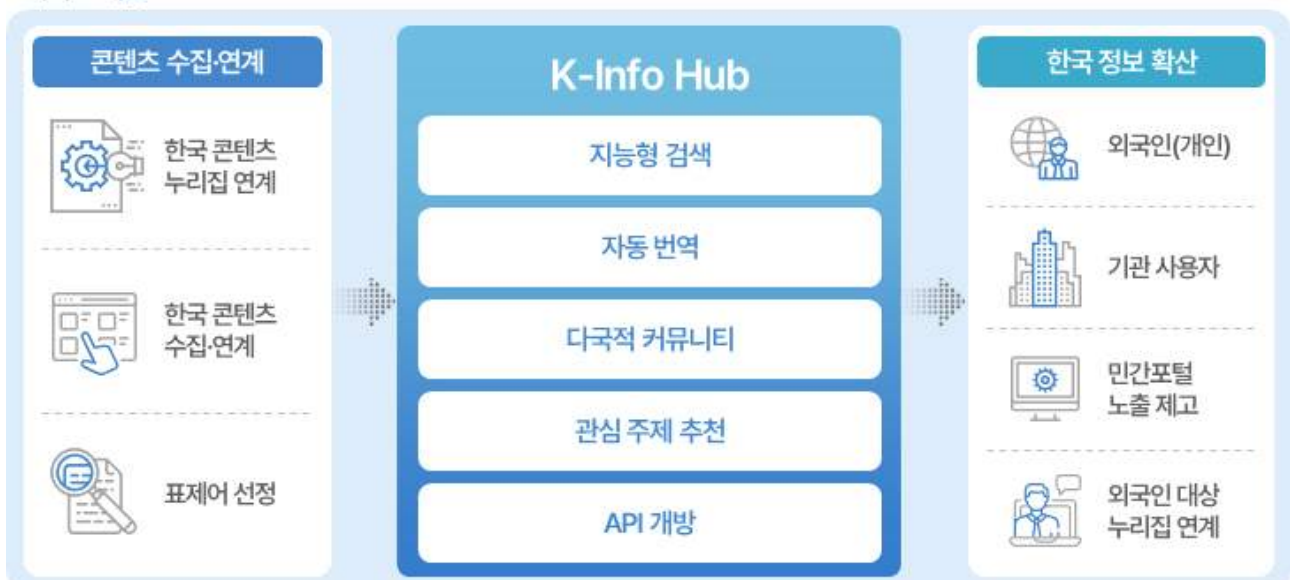 콘텐츠 수집·연계
한국 콘텐츠
누리집 연계
한국 콘텐츠
수집·연계
표제어 선정
K-Info Hub
지능형 검색
자동 번역
다국적 커뮤니티
관심 주제 추천
API 개방
한국 정보 확산
외국인(개인)
기관 사용자
민간포털
노출 제고
외국인 대상
누리집 연계